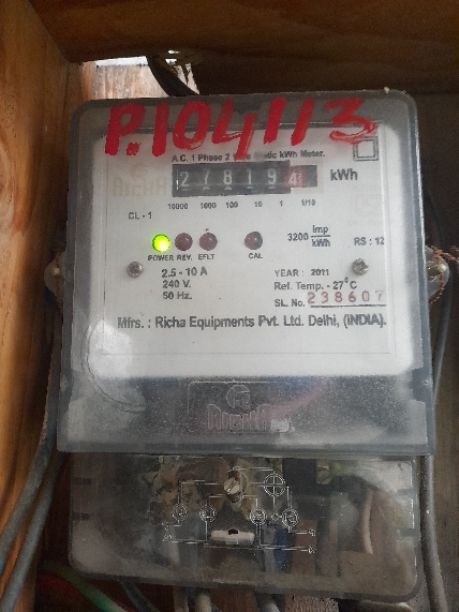 P.104113
A.C. 1 Phase 2 Wire Static kWh Meter.
27819 kWh
10000 1000 100 10 1 1/10
CL - 1
POWER REV. EFLT CAL
3200 Imp/kWh
RS : 12
2.5 - 10 A
240 V.
50 Hz.
YEAR : 2011
Ref. Temp. - 27°C
SL. No. 238607
Mfrs. : Richa Equipments Pvt. Ltd. Delhi, (INDIA).